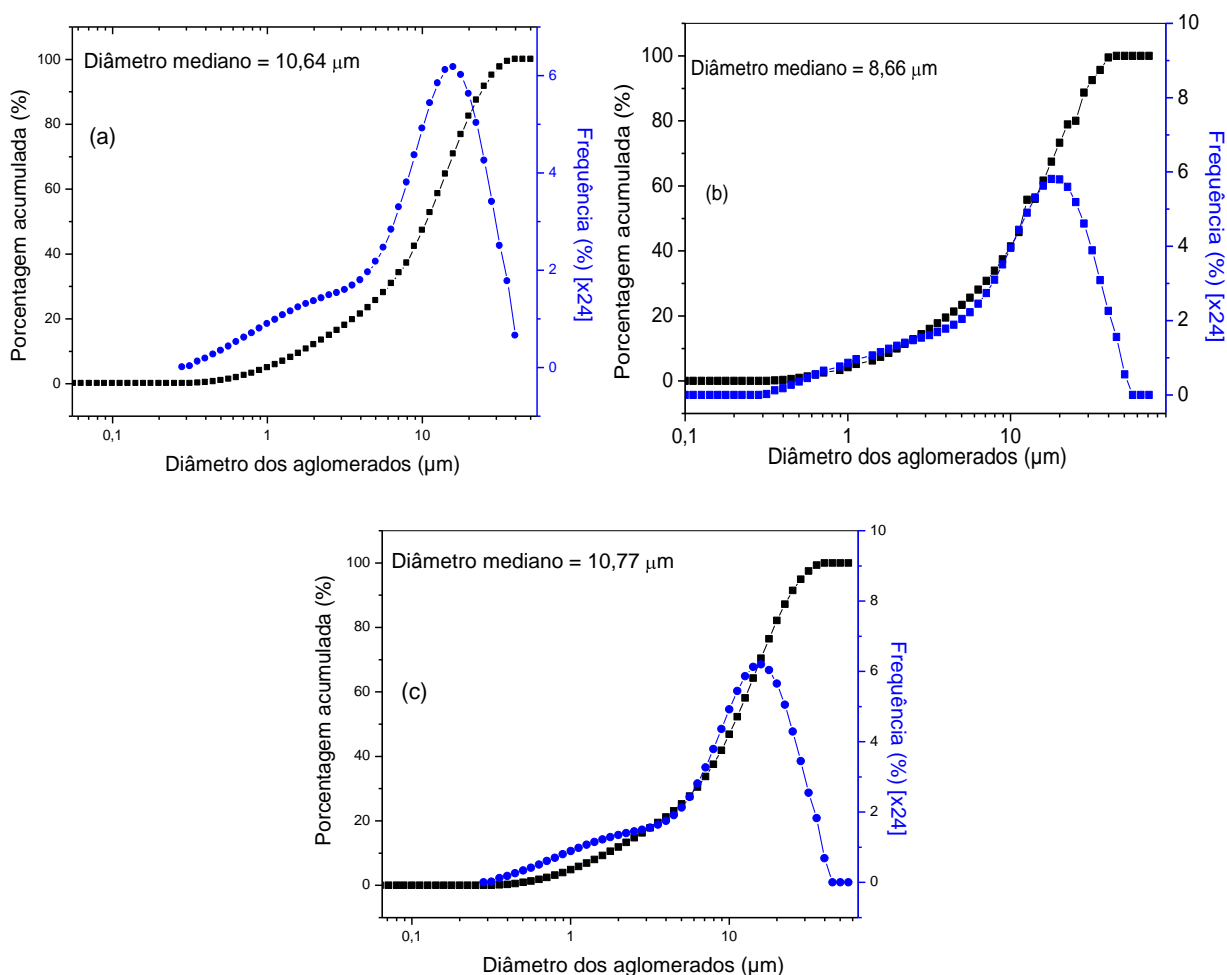 Diâmetro mediano = 10,64 µm
(a)
Porcentagem acumulada (%)
100
80
60
40
20
0
Frequência (%) [x24]
6
4
2
0
0,1
1
10
Diâmetro dos aglomerados (µm)
Diâmetro mediano = 8,66 µm
(b)
Porcentagem acumulada (%)
100
80
60
40
20
0
Frequência (%) [x24]
10
8
6
4
2
0
0,1
1
10
Diâmetro dos aglomerados (µm)
Diâmetro mediano = 10,77 µm
(c)
Porcentagem acumulada (%)
100
80
60
40
20
0
Frequência (%) [x24]
10
8
6
4
2
0
0,1
1
10
Diâmetro dos aglomerados (µm)